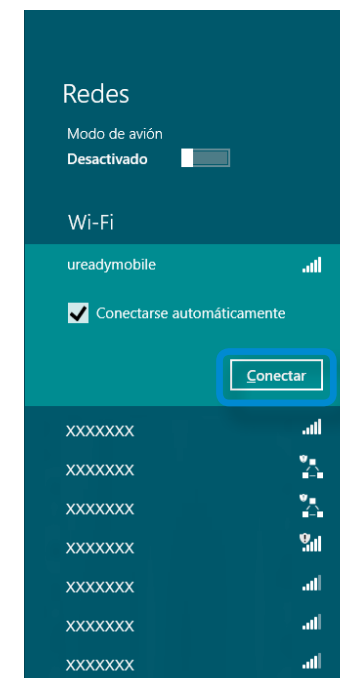 Redes
Modo de avión
Desactivado
Wi-Fi
ureadymobile
Conectarse automáticamente
Conectar
XXXXXXX
XXXXXXX
XXXXXXX
XXXXXXX
XXXXXXX
XXXXXXX
XXXXXXX